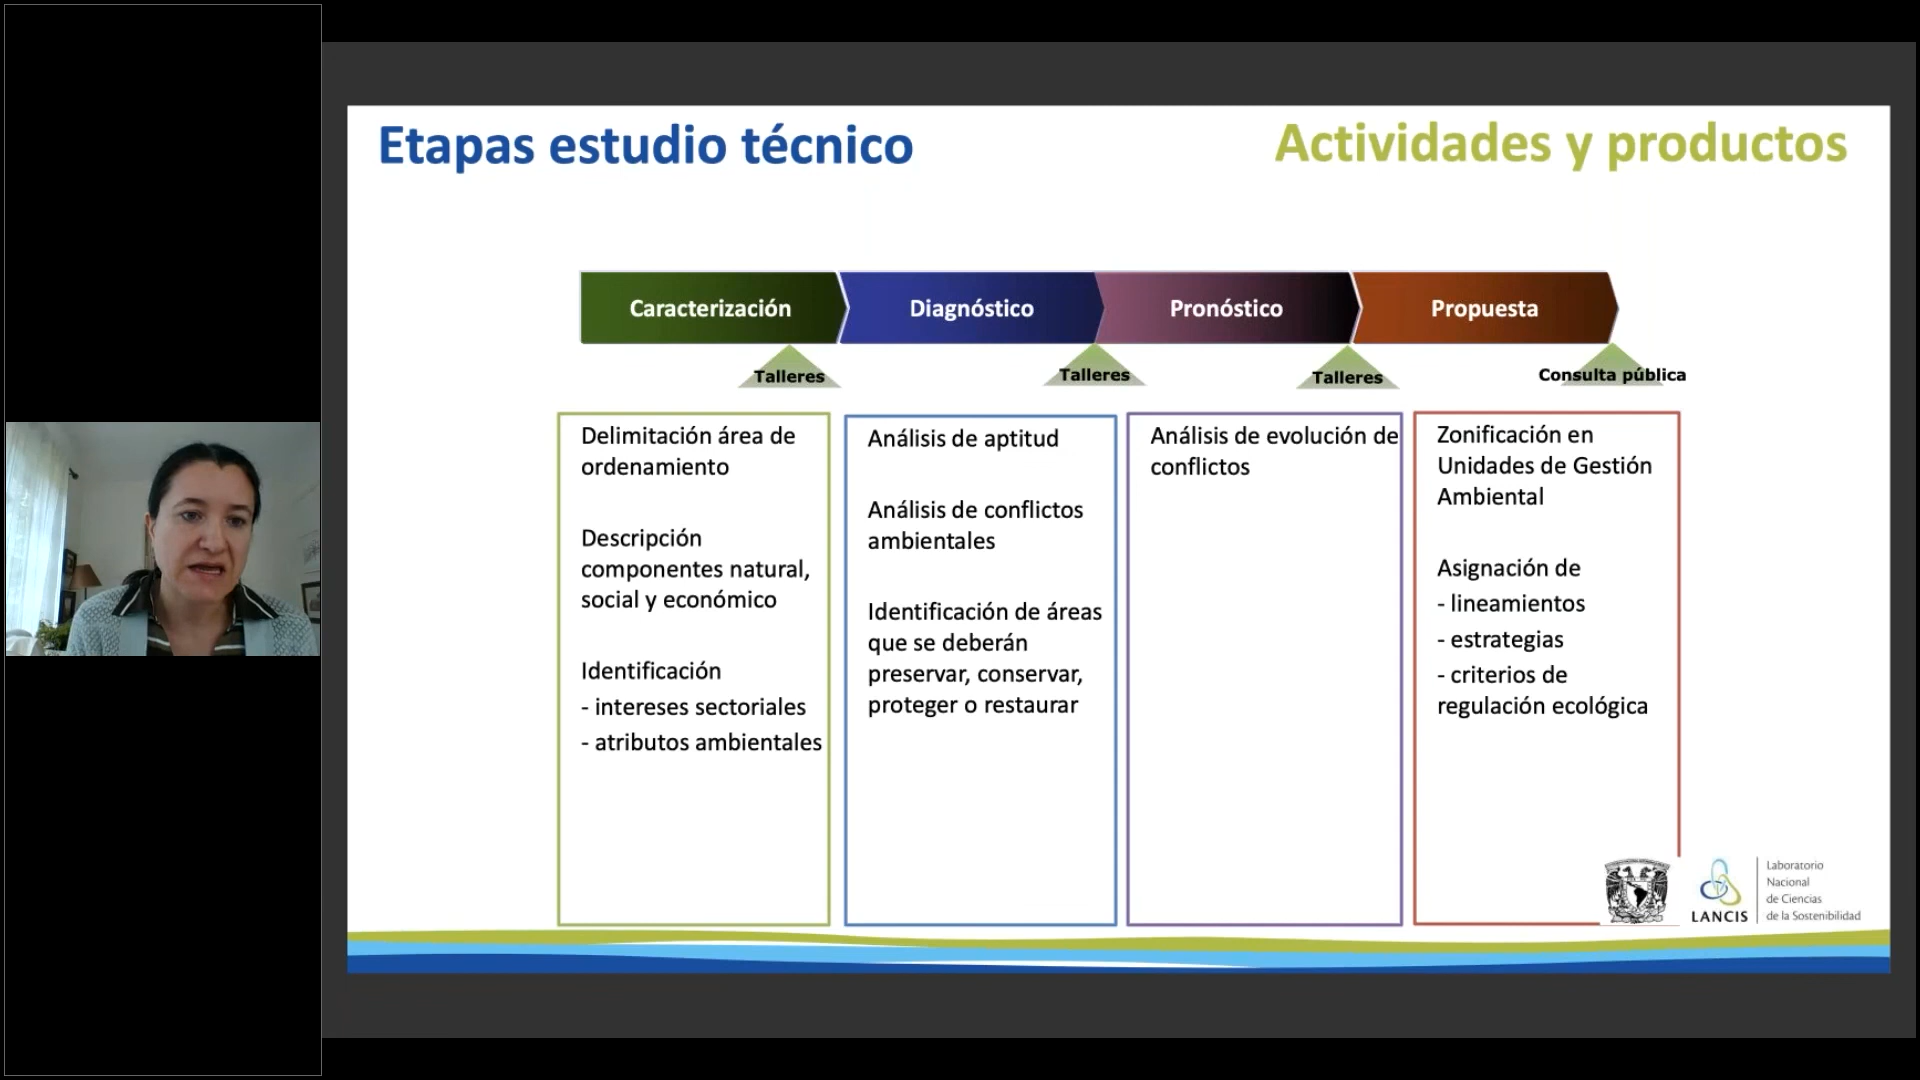 Etapas estudio técnico
Actividades y productos
Caracterización
Diagnóstico
Pronóstico
Propuesta
Talleres
Talleres
Talleres
Consulta pública
Delimitación área de
ordenamiento
Descripción
componentes natural,
social y económico
Identificación
- intereses sectoriales
- atributos ambientales
Análisis de aptitud
Análisis de conflictos
ambientales
Identificación de áreas
que se deberán
preservar, conservar,
proteger o restaurar
Análisis de evolución de
conflictos
Zonificación en
Unidades de Gestión
Ambiental
Asignación de
- lineamientos
- estrategias
- criterios de
regulación ecológica
LANCIS
Laboratorio
Nacional
de Ciencias
de la Sostenibilidad